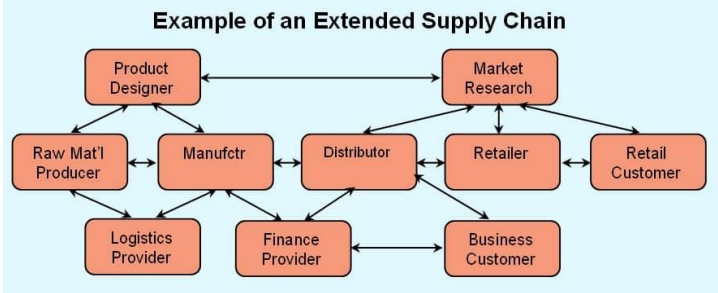 Example of an Extended Supply Chain
Product
Designer
Market
Research
Raw Mat'l
Producer
Manufctr
Distributor
Retailer
Retail
Customer
Logistics
Provider
Finance
Provider
Business
Customer